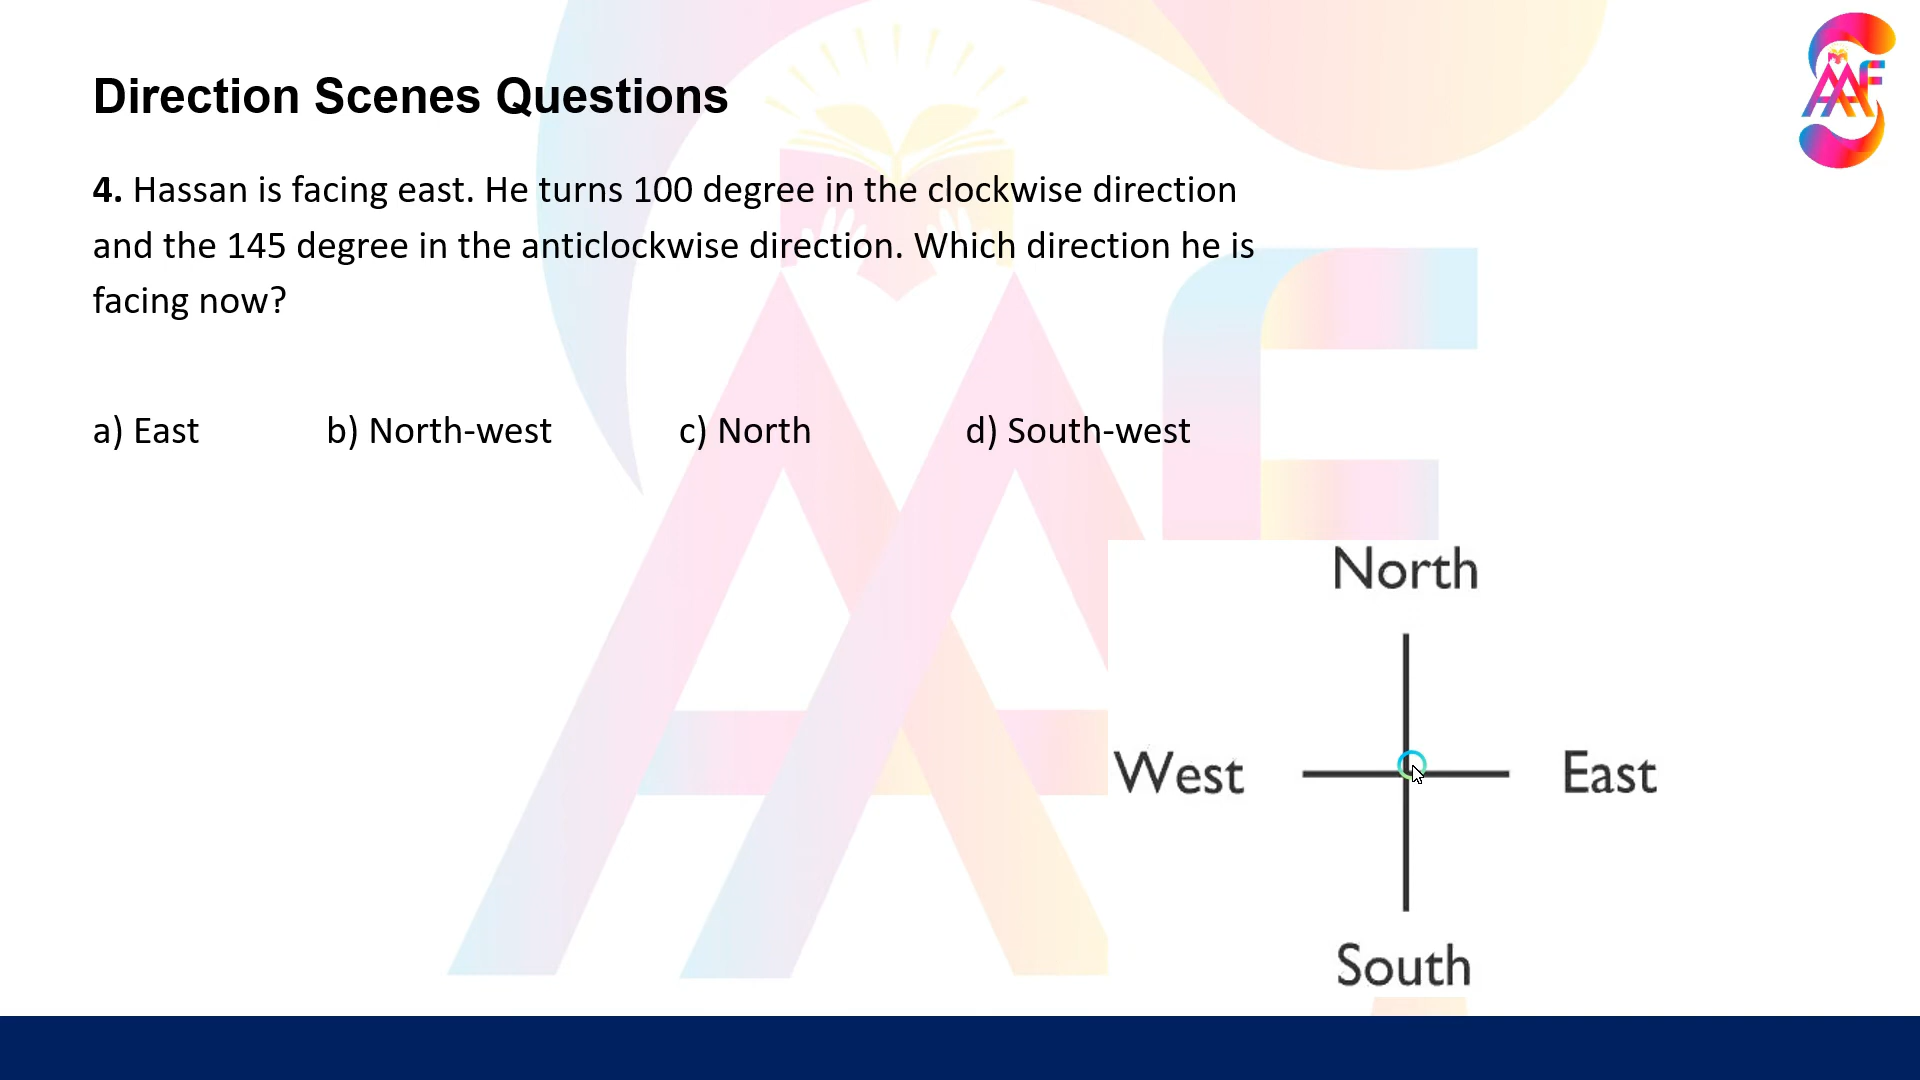 Direction Scenes Questions
4. Hassan is facing east. He turns 100 degree in the clockwise direction
and the 145 degree in the anticlockwise direction. Which direction he is
facing now?
a) East b) North-west c) North d) South-west
North
West East
South
AAF